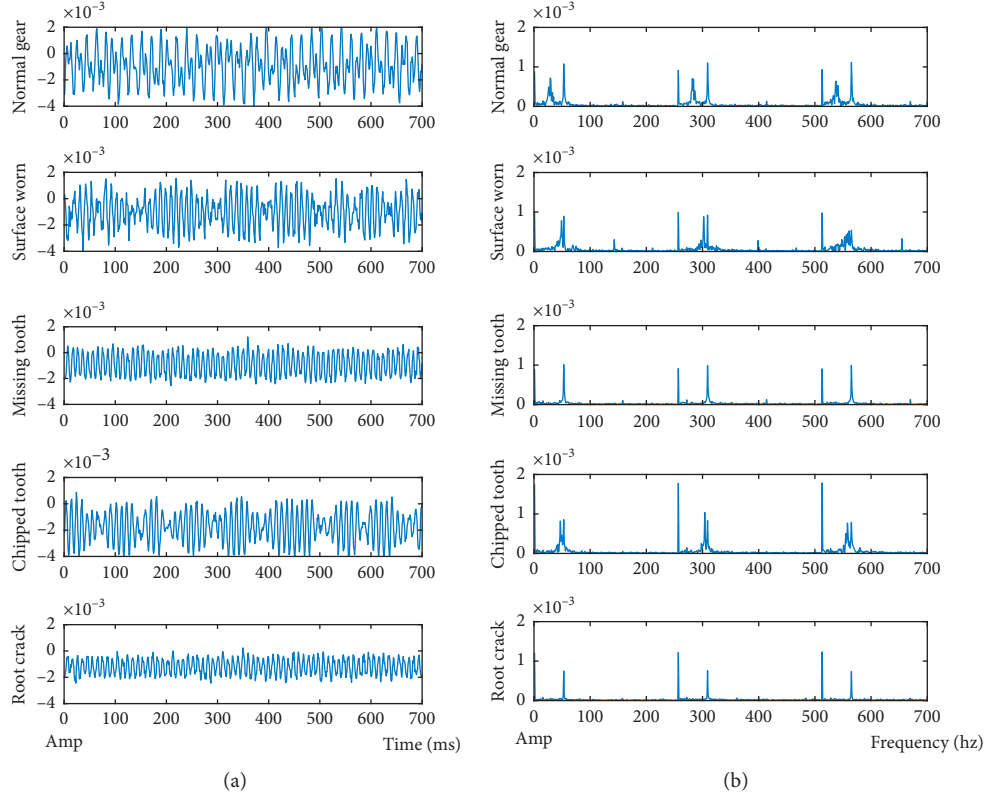 ×10⁻³
Normal gear
2
0
−2
−4
0 100 200 300 400 500 600 700
×10⁻³
Surface worn
2
0
−2
−4
0 100 200 300 400 500 600 700
×10⁻³
Missing tooth
2
0
−2
−4
0 100 200 300 400 500 600 700
×10⁻³
Chipped tooth
2
0
−2
−4
0 100 200 300 400 500 600 700
×10⁻³
Root crack
2
0
−2
−4
0 100 200 300 400 500 600 700
Amp Time (ms)
(a)
×10⁻³
Normal gear
2
1
0
0 100 200 300 400 500 600 700
×10⁻³
Surface worn
2
1
0
0 100 200 300 400 500 600 700
×10⁻³
Missing tooth
2
1
0
0 100 200 300 400 500 600 700
×10⁻³
Chipped tooth
2
1
0
0 100 200 300 400 500 600 700
×10⁻³
Root crack
2
1
0
0 100 200 300 400 500 600 700
Amp Frequency (hz)
(b)